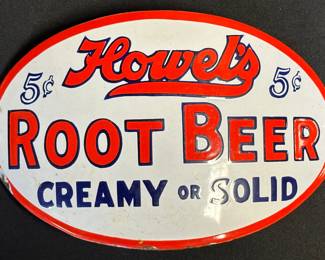 5¢ Howel's 5¢
ROOT BEER
CREAMY OR SOLID